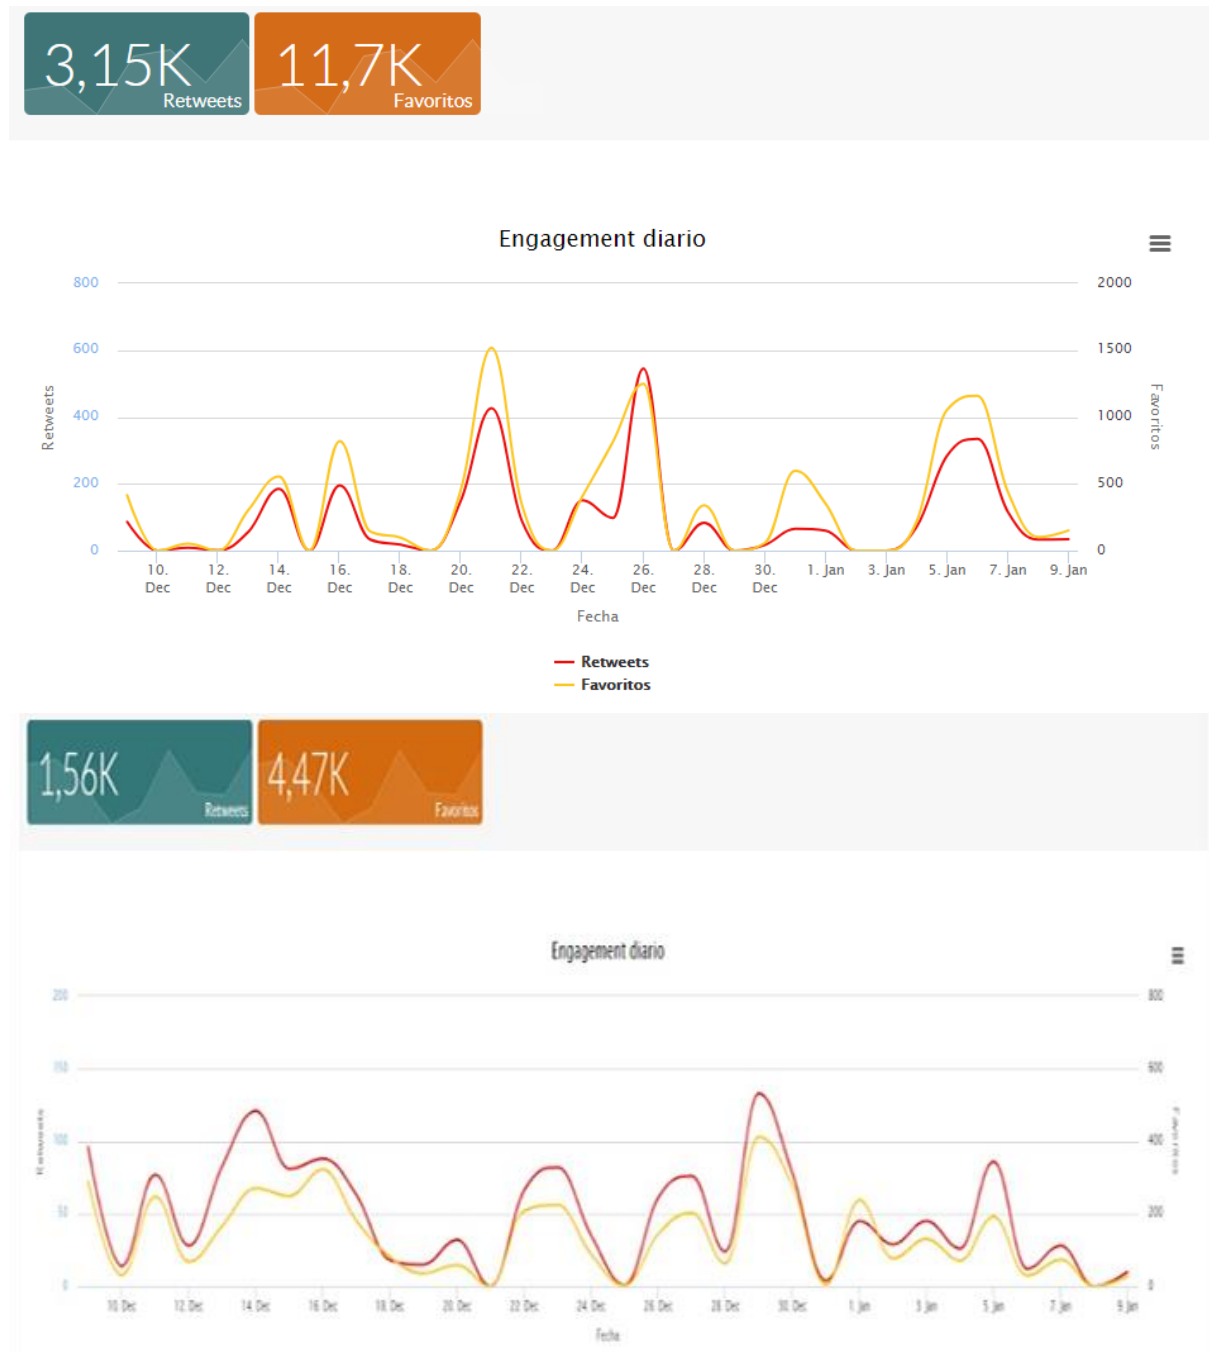 3,15K
Retweets
11,7K
Favoritos
Engagement diario
800
2000
600
1500
400
1000
200
500
0
0
Retweets
Favoritos
10. Dec
12. Dec
14. Dec
16. Dec
18. Dec
20. Dec
22. Dec
24. Dec
26. Dec
28. Dec
30. Dec
1. Jan
3. Jan
5. Jan
7. Jan
9. Jan
Fecha
Retweets
Favoritos
1,56K
Retweets
4,47K
Favoritos
Engagement diario
200
800
150
600
100
400
50
200
0
0
Retweets
Favoritos
10. Dec
12. Dec
14. Dec
16. Dec
18. Dec
20. Dec
22. Dec
24. Dec
26. Dec
28. Dec
30. Dec
1. Jan
3. Jan
5. Jan
7. Jan
9. Jan
Fecha